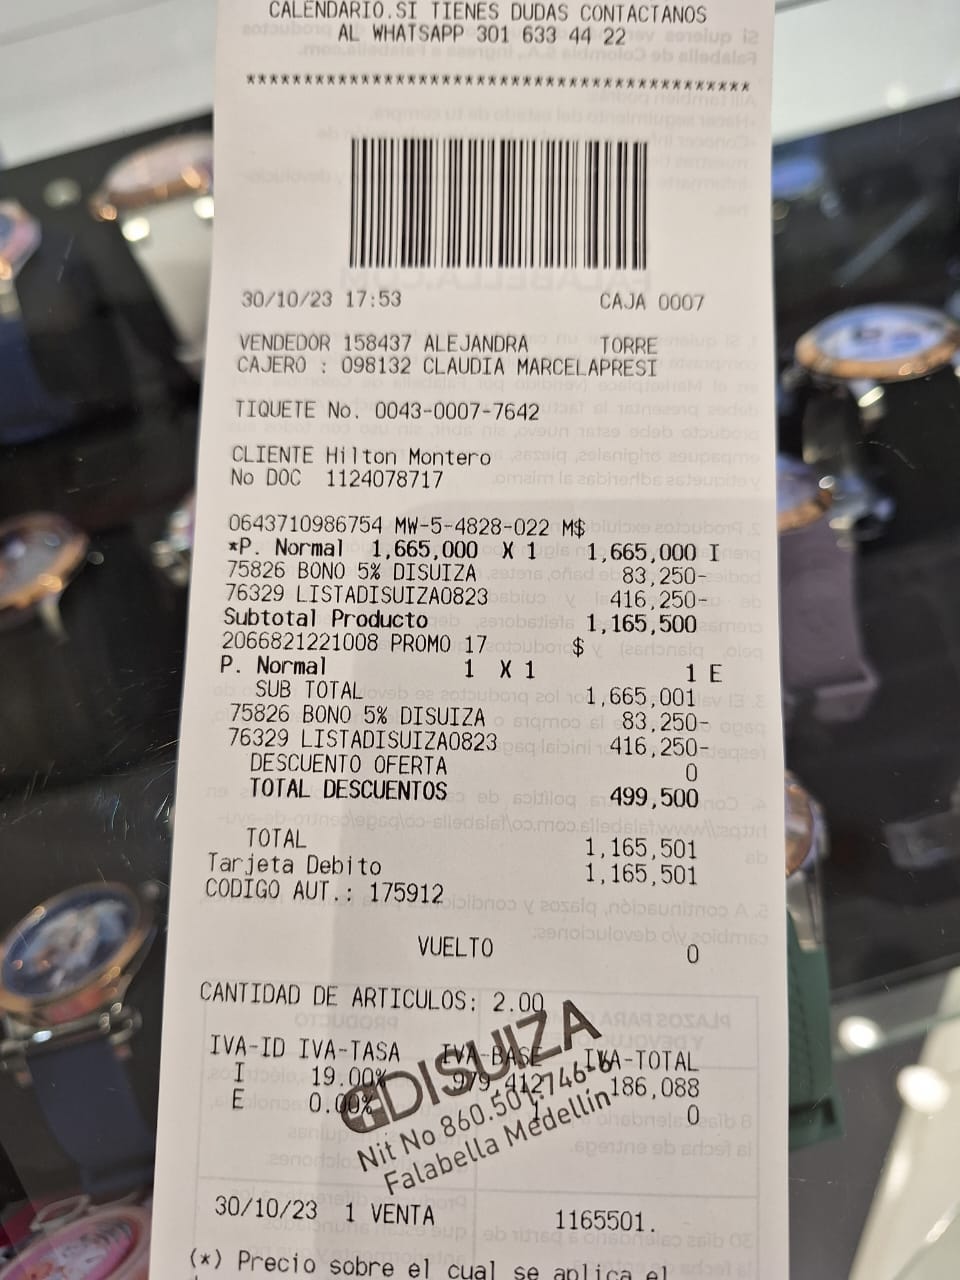 CALENDARIO.SI TIENES DUDAS CONTACTANOS
AL WHATSAPP 301 633 44 22
*******************************************
30/10/23 17:53 CAJA 0007
VENDEDOR 158437 ALEJANDRA TORRE
CAJERO : 098132 CLAUDIA MARCELAPRESI
TIQUETE No. 0043-0007-7642
CLIENTE Hilton Montero
No DOC 1124078717
0643710986754 MW-5-4828-022 M$
*P. Normal 1,665,000 X 1 1,665,000 I
75826 BONO 5% DISUIZA 83,250-
76329 LISTADISUIZA0823 416,250-
Subtotal Producto 1,165,500
2066821221008 PROMO 17 $
P. Normal 1 X 1 1 E
SUB TOTAL 1,665,001
75826 BONO 5% DISUIZA 83,250-
76329 LISTADISUIZA0823 416,250-
DESCUENTO OFERTA 0
TOTAL DESCUENTOS 499,500
TOTAL 1,165,501
Tarjeta Debito 1,165,501
CODIGO AUT.: 175912
VUELTO 0
CANTIDAD DE ARTICULOS: 2.00
IVA-ID IVA-TASA IVA-BASE IVA-TOTAL
I 19.00% 979,412 186,088
E 0.00% 1 0
DISUIZA
Nit No 860.501.746-6
Falabella Medellín
30/10/23 1 VENTA 1165501.
(*) Precio sobre el cual se aplica el